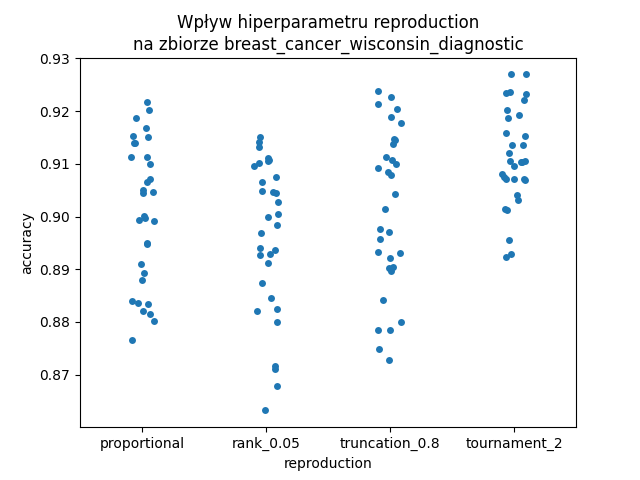 Wpływ hiperparametru reproduction
na zbiorze breast_cancer_wisconsin_diagnostic
0.93
0.92
0.91
0.90
0.89
0.88
0.87
accuracy
proportional rank_0.05 truncation_0.8 tournament_2
reproduction